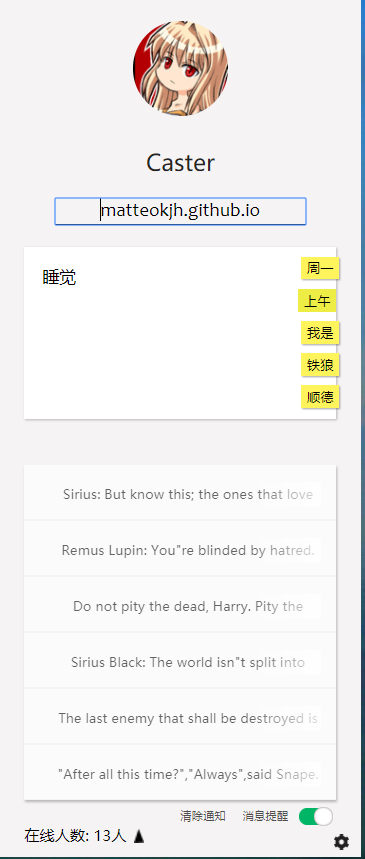 Caster
matteokjh.github.io
睡觉
周一
上午
我是
铁狼
顺德
Sirius: But know this; the ones that love
Remus Lupin: You"re blinded by hatred.
Do not pity the dead, Harry. Pity the
Sirius Black: The world isn"t split into
The last enemy that shall be destroyed is
"After all this time?","Always",said Snape.
清除通知 消息提醒
在线人数: 13人